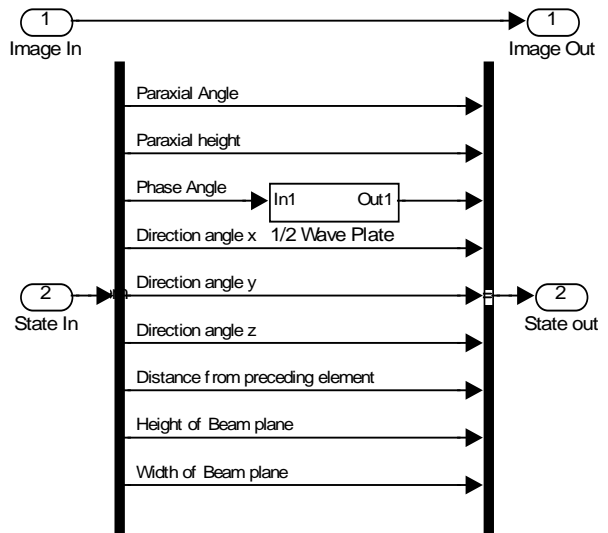 1
1
Image In
Image Out
Paraxial Angle
Paraxial height
Phase Angle
In1 Out1
Direction angle x
1/2 Wave Plate
2
Direction angle y
2
State In
State out
Direction angle z
Distance from preceding element
Height of Beam plane
Width of Beam plane